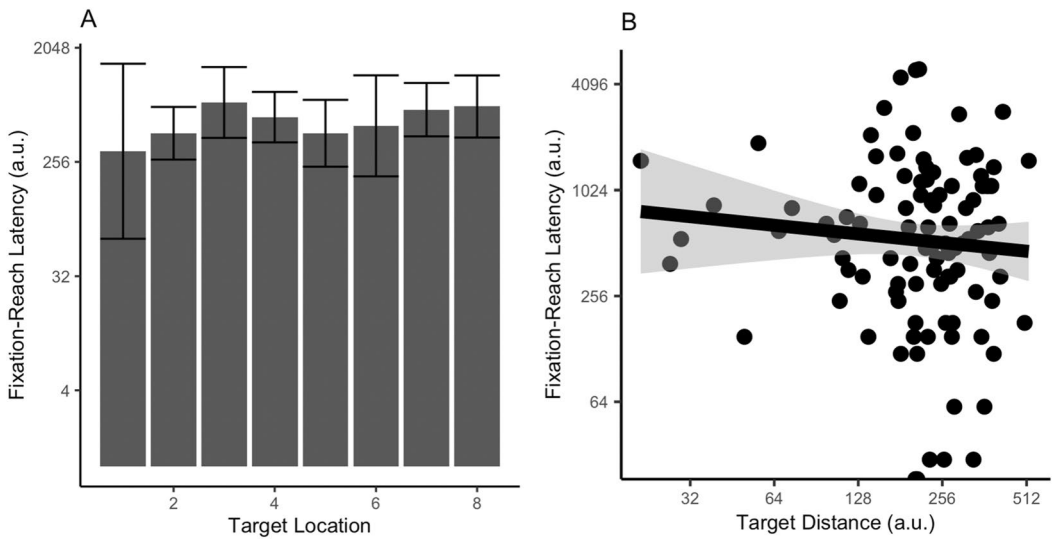 A
Fixation-Reach Latency (a.u.)
2048
256
32
4
2
4
6
8
Target Location
B
Fixation-Reach Latency (a.u.)
4096
1024
256
64
32
64
128
256
512
Target Distance (a.u.)